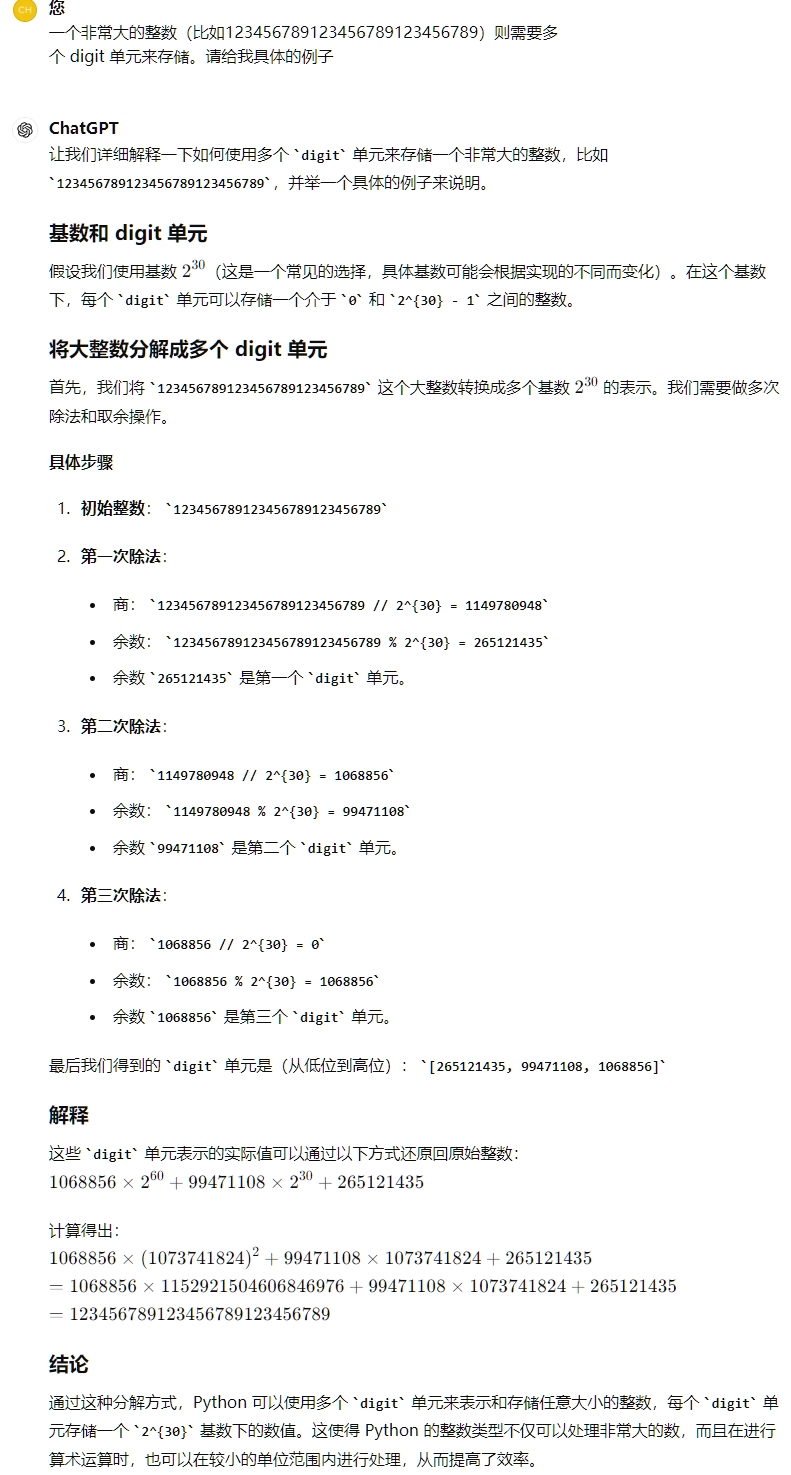 CH
您
一个非常大的整数（比如123456789123456789123456789）则需要多
个 digit 单元来存储。请给我具体的例子
ChatGPT
让我们详细解释一下如何使用多个 `digit` 单元来存储一个非常大的整数，比如
`123456789123456789123456789`，并举一个具体的例子来说明。
基数和 digit 单元
假设我们使用基数 2^30（这是一个常见的选择，具体基数可能会根据实现的不同而变化）。在这个基数
下，每个 `digit` 单元可以存储一个介于 `0` 和 `2^{30} - 1` 之间的整数。
将大整数分解成多个 digit 单元
首先，我们将 `123456789123456789123456789` 这个大整数转换成多个基数 2^30 的表示。我们需要做多次
除法和取余操作。
具体步骤
1. 初始整数： `123456789123456789123456789`
2. 第一次除法：
• 商： `123456789123456789123456789 // 2^{30} = 1149780948`
• 余数： `123456789123456789123456789 % 2^{30} = 265121435`
• 余数 `265121435` 是第一个 `digit` 单元。
3. 第二次除法：
• 商： `1149780948 // 2^{30} = 1068856`
• 余数： `1149780948 % 2^{30} = 99471108`
• 余数 `99471108` 是第二个 `digit` 单元。
4. 第三次除法：
• 商： `1068856 // 2^{30} = 0`
• 余数： `1068856 % 2^{30} = 1068856`
• 余数 `1068856` 是第三个 `digit` 单元。
最后我们得到的 `digit` 单元是（从低位到高位）： `[265121435, 99471108, 1068856]`
解释
这些 `digit` 单元表示的实际值可以通过以下方式还原回原始整数：
1068856 × 2^60 + 99471108 × 2^30 + 265121435
计算得出：
1068856 × (1073741824)^2 + 99471108 × 1073741824 + 265121435
= 1068856 × 1152921504606846976 + 99471108 × 1073741824 + 265121435
= 123456789123456789123456789
结论
通过这种分解方式，Python 可以使用多个 `digit` 单元来表示和存储任意大小的整数，每个 `digit` 单
元存储一个 `2^{30}` 基数下的数值。这使得 Python 的整数类型不仅可以处理非常大的数，而且在进行
算术运算时，也可以在较小的单位范围内进行处理，从而提高了效率。